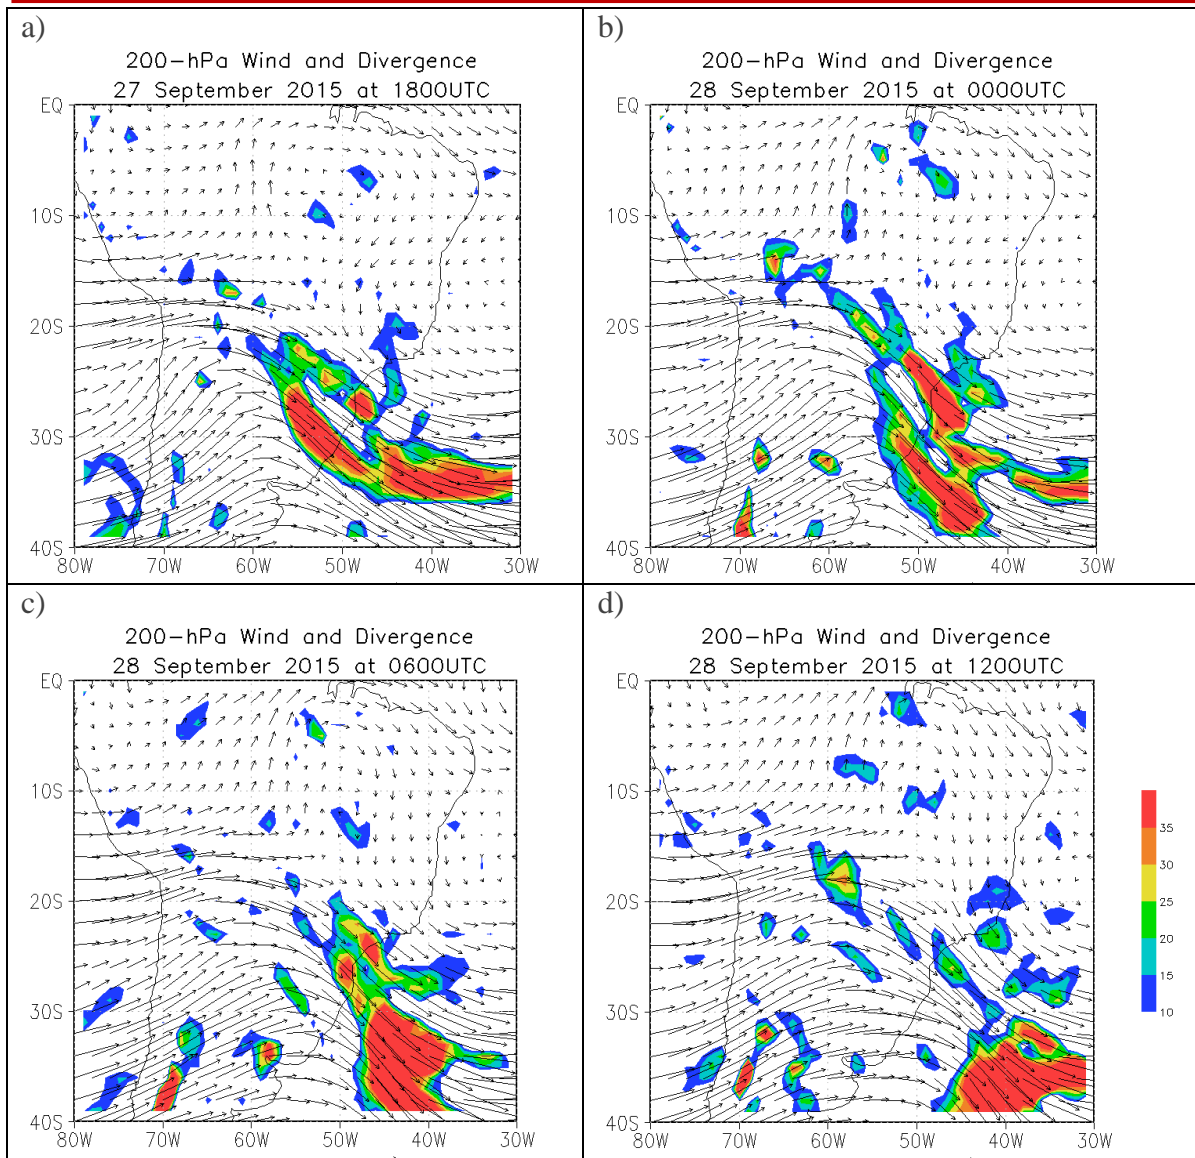 a)
200-hPa Wind and Divergence
27 September 2015 at 1800UTC
EQ
10S
20S
30S
40S
80W 70W 60W 50W 40W 30W
b)
200-hPa Wind and Divergence
28 September 2015 at 0000UTC
EQ
10S
20S
30S
40S
80W 70W 60W 50W 40W 30W
c)
200-hPa Wind and Divergence
28 September 2015 at 0600UTC
EQ
10S
20S
30S
40S
80W 70W 60W 50W 40W 30W
d)
200-hPa Wind and Divergence
28 September 2015 at 1200UTC
EQ
10S
20S
30S
40S
80W 70W 60W 50W 40W 30W
35
30
25
20
15
10